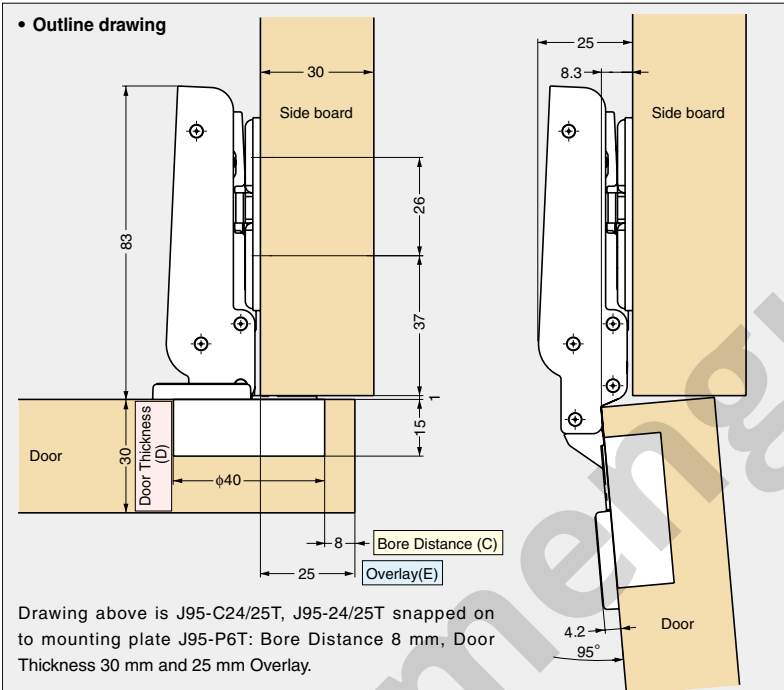 • Outline drawing
25
30
8.3
Side board
Side board
26
83
37
1
15
Door
30
Door Thickness
(D)
ϕ40
8
Bore Distance (C)
25
Overlay(E)
Door
4.2
95°
Drawing above is J95-C24/25T, J95-24/25T snapped on
to mounting plate J95-P6T: Bore Distance 8 mm, Door
Thickness 30 mm and 25 mm Overlay.